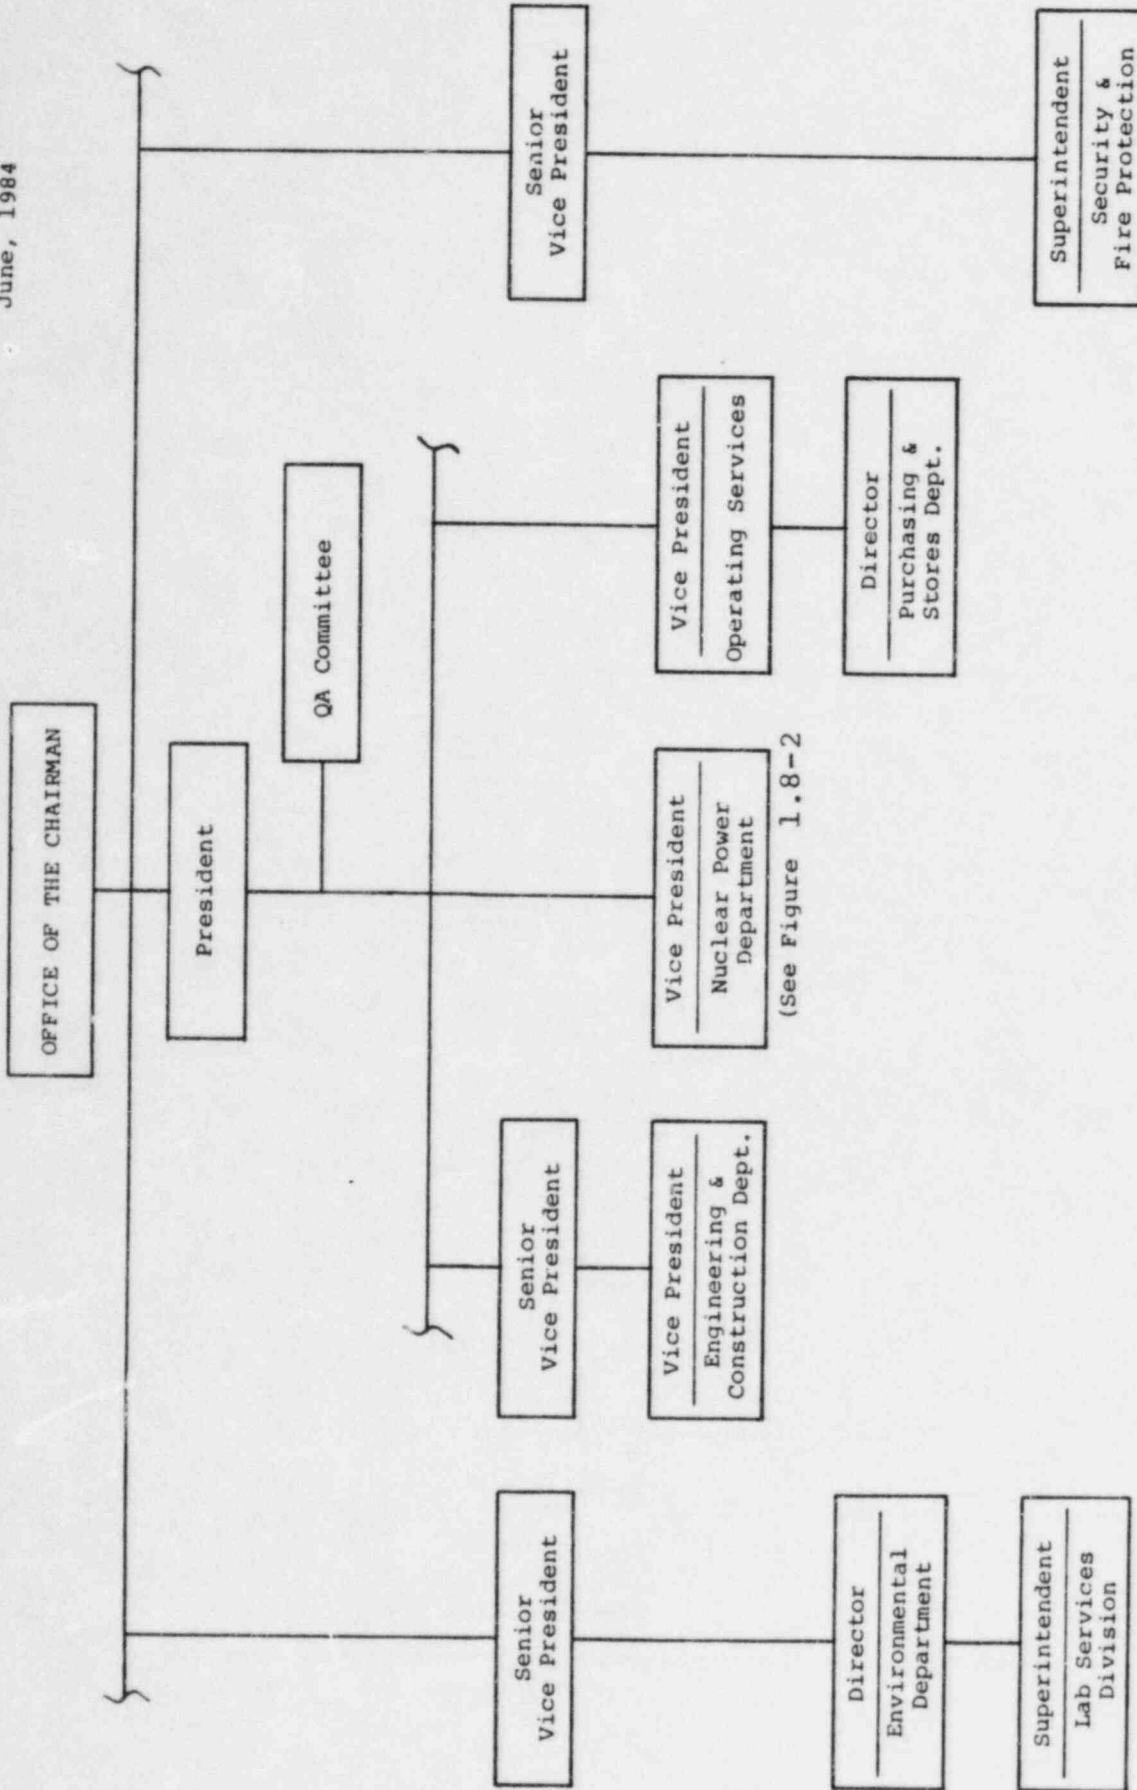 June, 1984
OFFICE OF THE CHAIRMAN
President
QA Committee
Senior
Vice President
Director
Environmental
Department
Superintendent
Lab Services
Division
Senior
Vice President
Vice President
Engineering &
Construction Dept.
Vice President
Nuclear Power
Department
(See Figure 1.8-2
Vice President
Operating Services
Director
Purchasing &
Stores Dept.
Senior
Vice President
Superintendent
Security &
Fire Protection